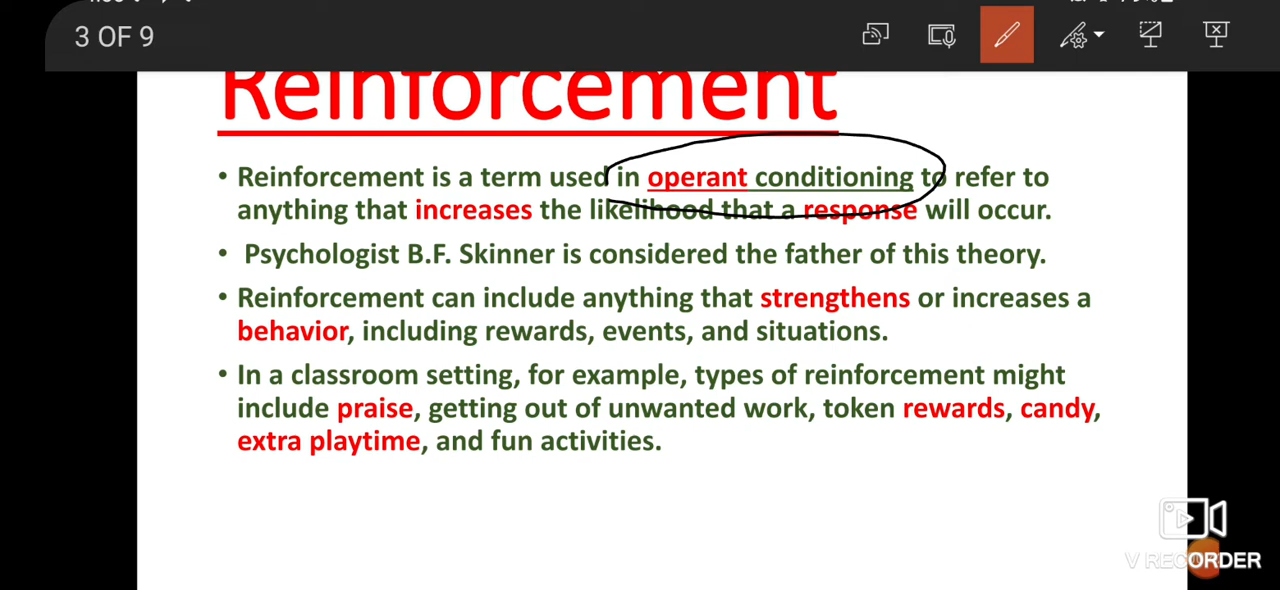 3 OF 9
Reinforcement
• Reinforcement is a term used in operant conditioning to refer to
anything that increases the likelihood that a response will occur.
• Psychologist B.F. Skinner is considered the father of this theory.
• Reinforcement can include anything that strengthens or increases a
behavior, including rewards, events, and situations.
• In a classroom setting, for example, types of reinforcement might
include praise, getting out of unwanted work, token rewards, candy,
extra playtime, and fun activities.
V RECORDER